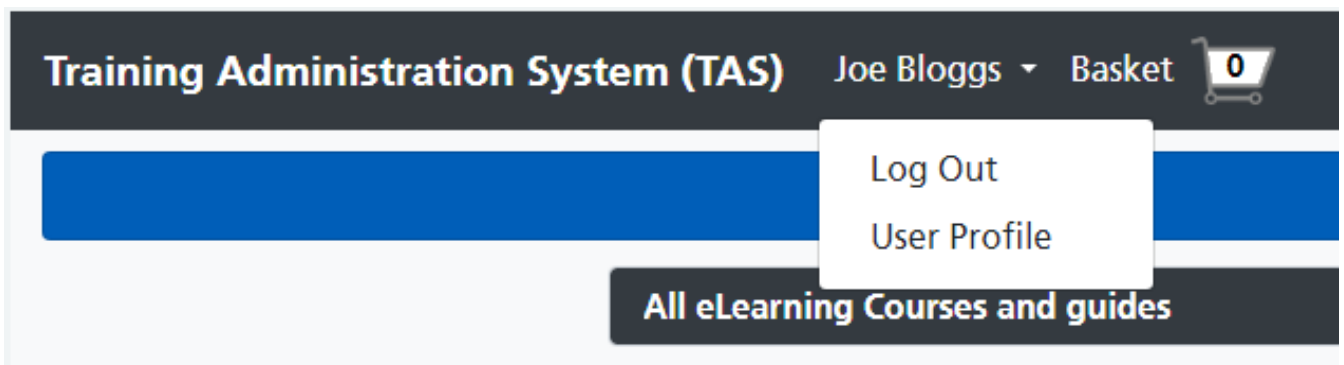 Training Administration System (TAS) Joe Bloggs Basket 0
Log Out
User Profile
All eLearning Courses and guides